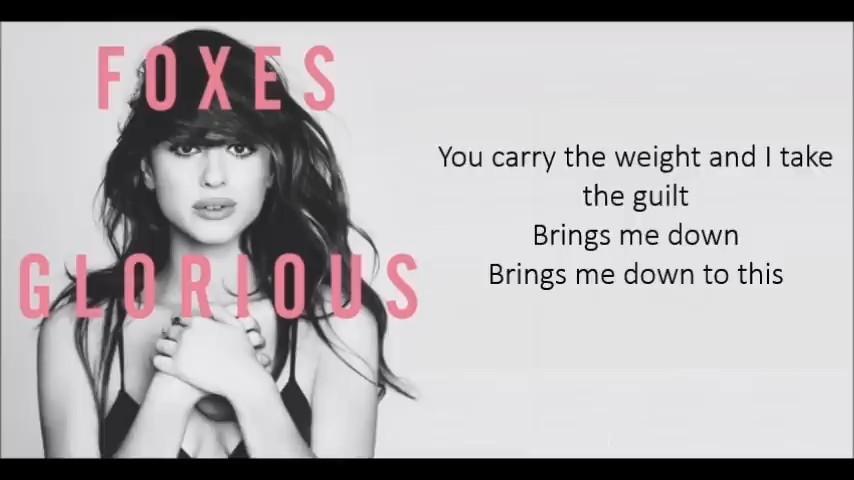 FOXES
GLORIOUS
You carry the weight and I take
the guilt
Brings me down
Brings me down to this